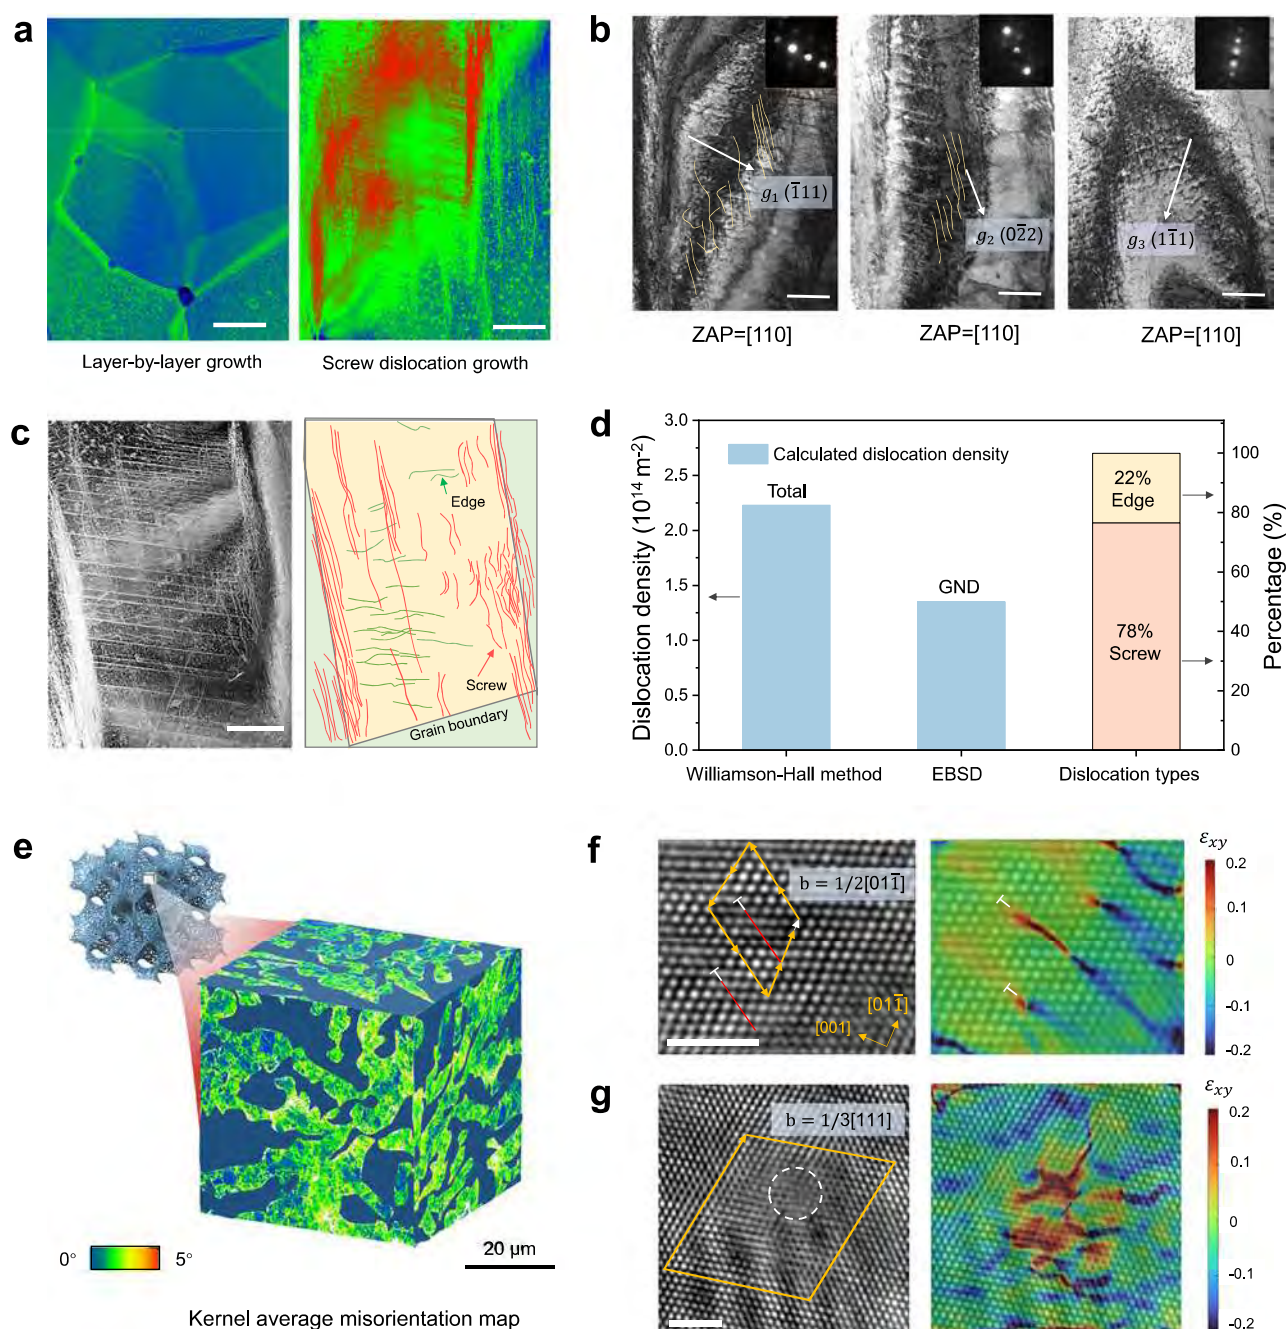 a
Layer-by-layer growth
Screw dislocation growth
b
g₁ (1̅11)
g₂ (02̅2)
g₃ (11̅1)
ZAP=[110]
ZAP=[110]
ZAP=[110]
c
Edge
Screw
Grain boundary
d
Dislocation density (10¹⁴ m⁻²)
3.0
2.5
2.0
1.5
1.0
0.5
0.0
Calculated dislocation density
Total
GND
22%
Edge
78%
Screw
100
80
60
40
20
0
Percentage (%)
Williamson-Hall method
EBSD
Dislocation types
e
0°
5°
20 µm
Kernel average misorientation map
f
b = 1/2[011̅]
[001]
[011̅]
εxy
0.2
0.1
0
-0.1
-0.2
g
b = 1/3[111]
εxy
0.2
0.1
0
-0.1
-0.2